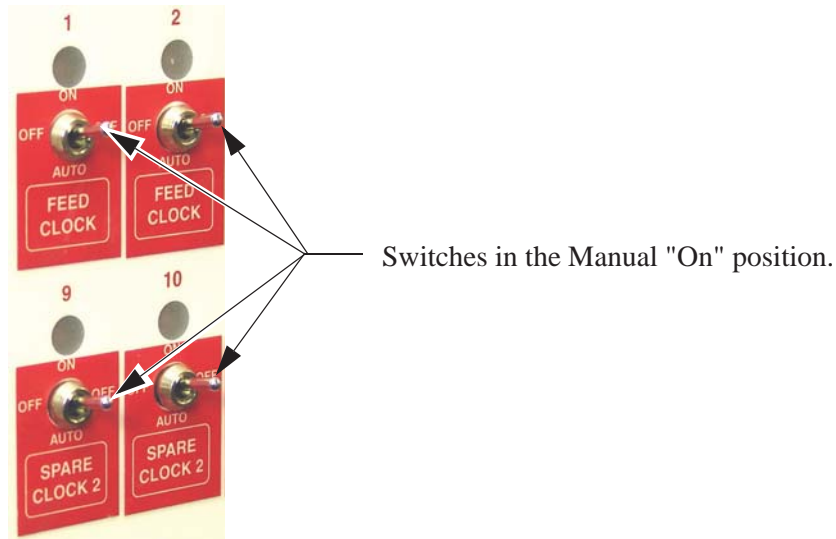 1
2
ON
OFF
AUTO
FEED
CLOCK
ON
OFF
AUTO
FEED
CLOCK
Switches in the Manual "On" position.
9
10
ON
OFF OFF
AUTO
SPARE
CLOCK 2
ON
OFF
AUTO
SPARE
CLOCK 2